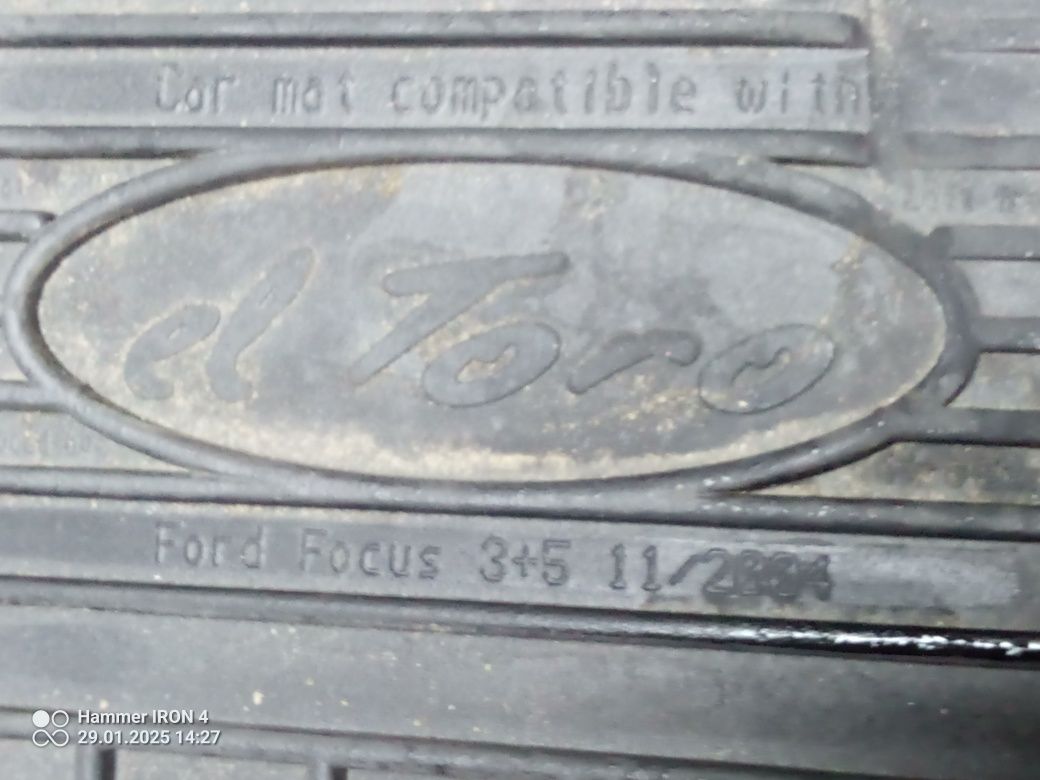 Car mat compatible with
el Toro
Ford Focus 3+5 11/2004
Hammer IRON 4
29.01.2025 14:27